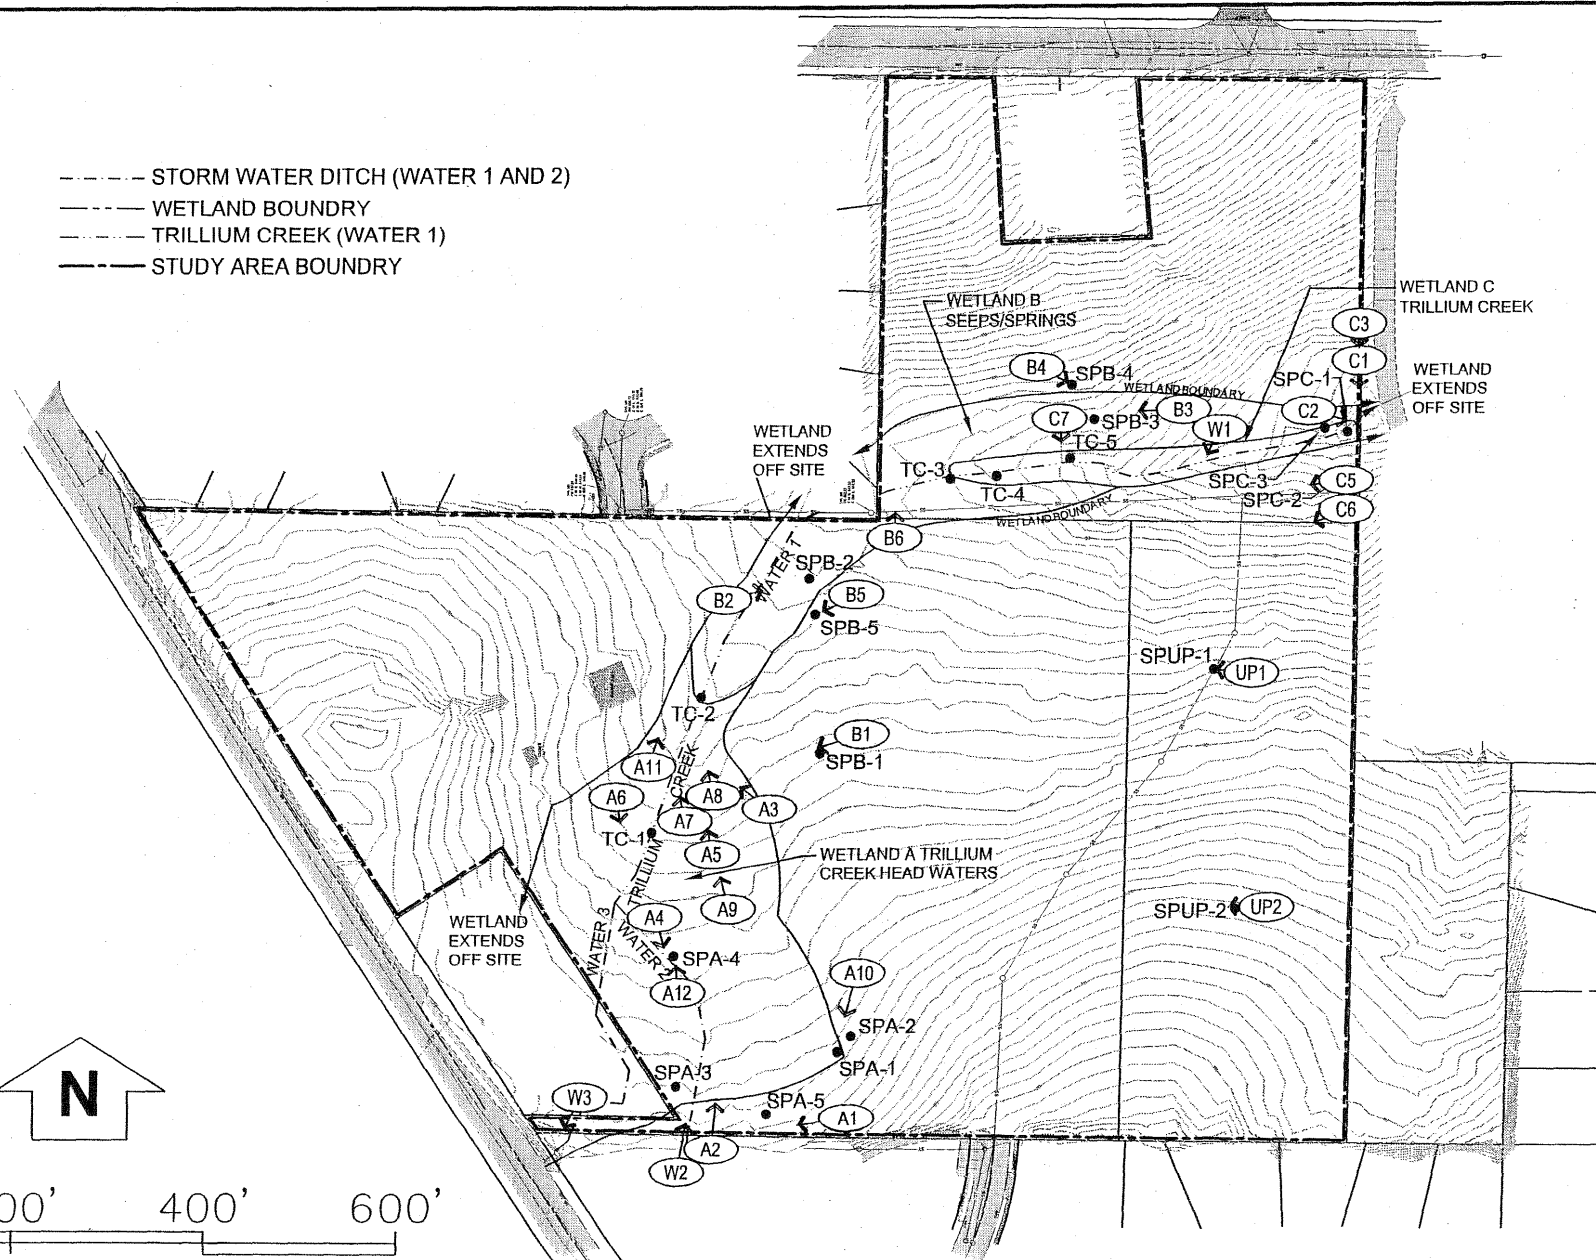 STORM WATER DITCH (WATER 1 AND 2)
WETLAND BOUNDRY
TRILLIUM CREEK (WATER 1)
STUDY AREA BOUNDRY
WETLAND B
SEEPS/SPRINGS
WETLAND C
TRILLIUM CREEK
C3
C1
B4
SPB-4
SPC-1
WETLAND
EXTENDS
OFF SITE
WETLAND BOUNDARY
C7
SPB-3
B3
C2
W1
WETLAND
EXTENDS
OFF SITE
TC-5
TC-3
TC-4
SPC-3
C5
SPC-2
C6
WETLAND BOUNDARY
B6
WATER 1
SPB-2
B2
B5
SPB-5
SPUP-1
UP1
TC-2
B1
SPB-1
A11
CREEK
A6
A8
A3
A7
TC-1
A5
TRILLIUM
WETLAND A TRILLIUM
CREEK HEAD WATERS
A9
A4
SPUP-2
UP2
WETLAND
EXTENDS
OFF SITE
WATER 3
WATER 2
SPA-4
A12
A10
SPA-2
SPA-1
SPA-3
W3
SPA-5
A1
A2
W2
N
00'
400'
600'